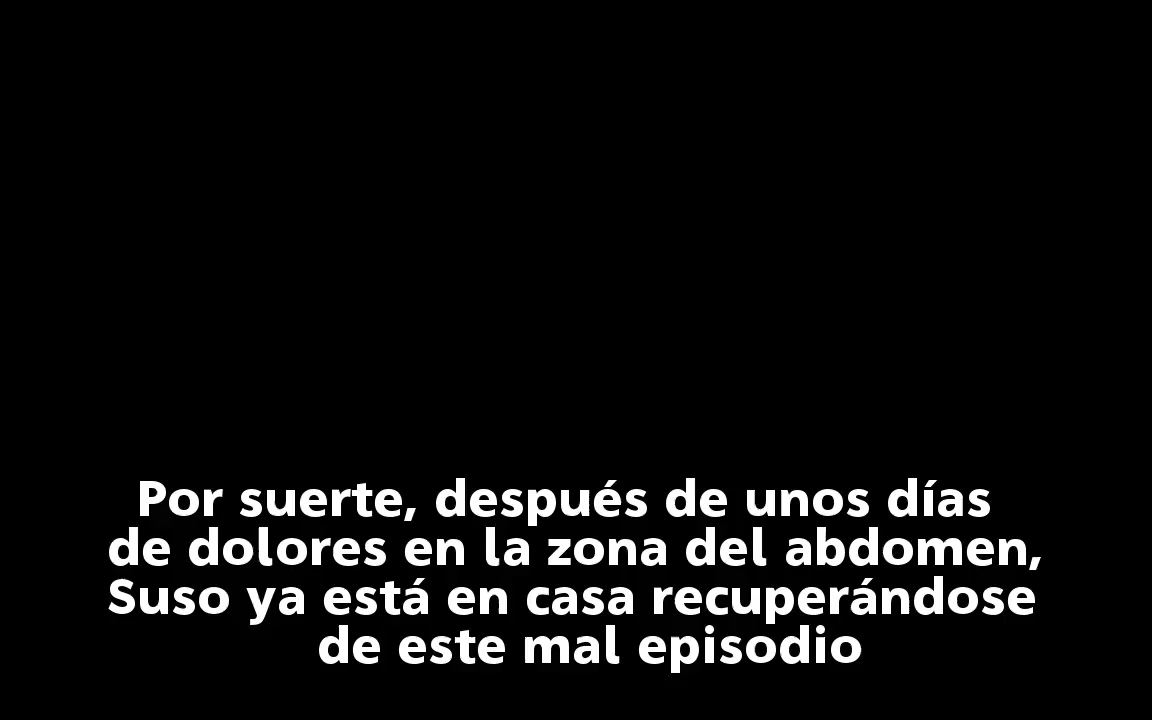 Por suerte, después de unos días
de dolores en la zona del abdomen,
Suso ya está en casa recuperándose
de este mal episodio